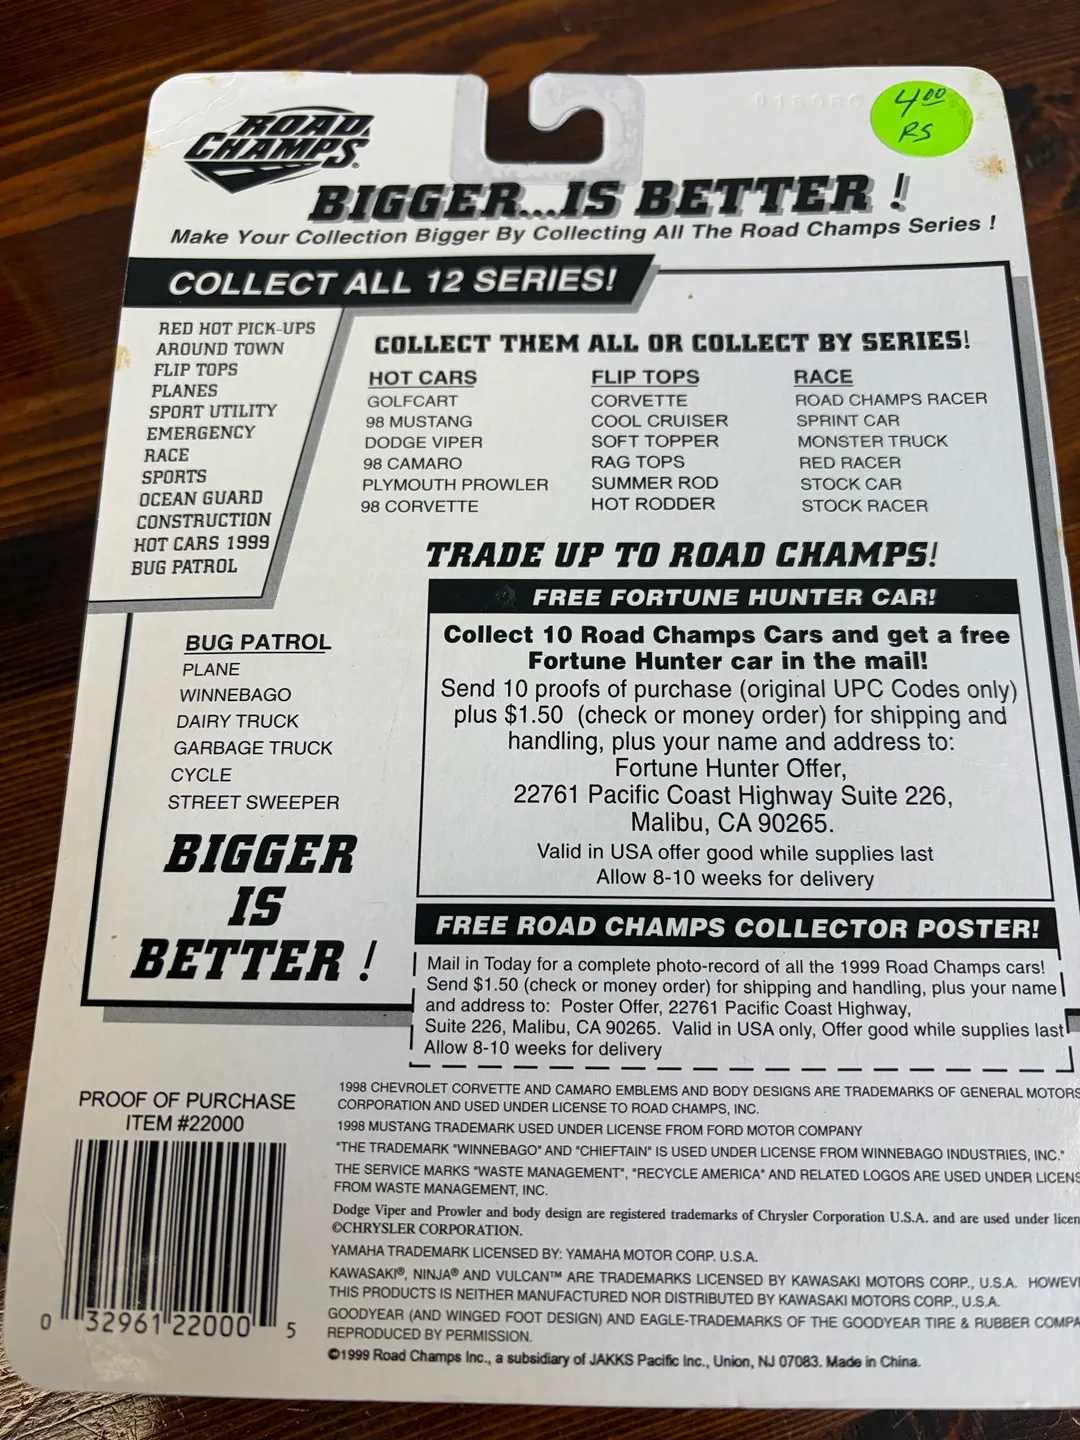 4.00
RS
ROAD
CHAMPS®
BIGGER...IS BETTER !
Make Your Collection Bigger By Collecting All The Road Champs Series !
COLLECT ALL 12 SERIES!
RED HOT PICK-UPS
AROUND TOWN
FLIP TOPS
PLANES
SPORT UTILITY
EMERGENCY
RACE
SPORTS
OCEAN GUARD
CONSTRUCTION
HOT CARS 1999
BUG PATROL
COLLECT THEM ALL OR COLLECT BY SERIES!
HOT CARS
GOLFCART
98 MUSTANG
DODGE VIPER
98 CAMARO
PLYMOUTH PROWLER
98 CORVETTE
FLIP TOPS
CORVETTE
COOL CRUISER
SOFT TOPPER
RAG TOPS
SUMMER ROD
HOT RODDER
RACE
ROAD CHAMPS RACER
SPRINT CAR
MONSTER TRUCK
RED RACER
STOCK CAR
STOCK RACER
BUG PATROL
PLANE
WINNEBAGO
DAIRY TRUCK
GARBAGE TRUCK
CYCLE
STREET SWEEPER
BIGGER
IS
BETTER !
TRADE UP TO ROAD CHAMPS!
FREE FORTUNE HUNTER CAR!
Collect 10 Road Champs Cars and get a free
Fortune Hunter car in the mail!
Send 10 proofs of purchase (original UPC Codes only)
plus $1.50 (check or money order) for shipping and
handling, plus your name and address to:
Fortune Hunter Offer,
22761 Pacific Coast Highway Suite 226,
Malibu, CA 90265.
Valid in USA offer good while supplies last
Allow 8-10 weeks for delivery
FREE ROAD CHAMPS COLLECTOR POSTER!
Mail in Today for a complete photo-record of all the 1999 Road Champs cars!
Send $1.50 (check or money order) for shipping and handling, plus your name
and address to: Poster Offer, 22761 Pacific Coast Highway,
Suite 226, Malibu, CA 90265. Valid in USA only, Offer good while supplies last
Allow 8-10 weeks for delivery
PROOF OF PURCHASE
ITEM #22000
0 32961 22000 5
1998 CHEVROLET CORVETTE AND CAMARO EMBLEMS AND BODY DESIGNS ARE TRADEMARKS OF GENERAL MOTORS
CORPORATION AND USED UNDER LICENSE TO ROAD CHAMPS, INC.
1998 MUSTANG TRADEMARK USED UNDER LICENSE FROM FORD MOTOR COMPANY
"THE TRADEMARK "WINNEBAGO" AND "CHIEFTAIN" IS USED UNDER LICENSE FROM WINNEBAGO INDUSTRIES, INC."
THE SERVICE MARKS "WASTE MANAGEMENT", "RECYCLE AMERICA" AND RELATED LOGOS ARE USED UNDER LICENS
FROM WASTE MANAGEMENT, INC.
Dodge Viper and Prowler and body design are registered trademarks of Chrysler Corporation U.S.A. and are used under licen
©CHRYSLER CORPORATION.
YAMAHA TRADEMARK LICENSED BY: YAMAHA MOTOR CORP. U.S.A.
KAWASAKI®, NINJA® AND VULCAN™ ARE TRADEMARKS LICENSED BY KAWASAKI MOTORS CORP., U.S.A. HOWEV
THIS PRODUCTS IS NEITHER MANUFACTURED NOR DISTRIBUTED BY KAWASAKI MOTORS CORP., U.S.A.
GOODYEAR (AND WINGED FOOT DESIGN) AND EAGLE-TRADEMARKS OF THE GOODYEAR TIRE & RUBBER COMPA
REPRODUCED BY PERMISSION.
©1999 Road Champs Inc., a subsidiary of JAKKS Pacific Inc., Union, NJ 07083. Made in China.